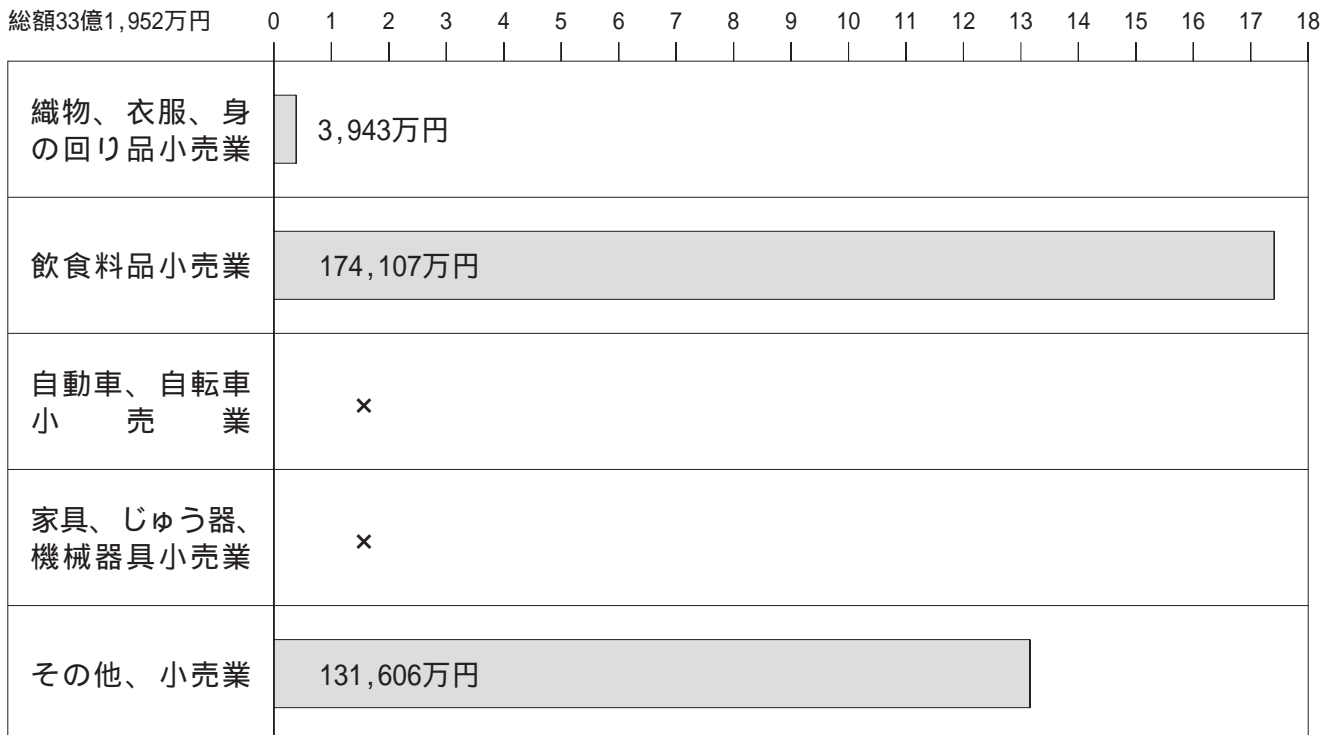 総額33億1,952万円
0 1 2 3 4 5 6 7 8 9 10 11 12 13 14 15 16 17 18
織物、衣服、身
の回り品小売業
3,943万円
飲食料品小売業
174,107万円
自動車、自転車
小売業
×
家具、じゅう器、
機械器具小売業
×
その他、小売業
131,606万円